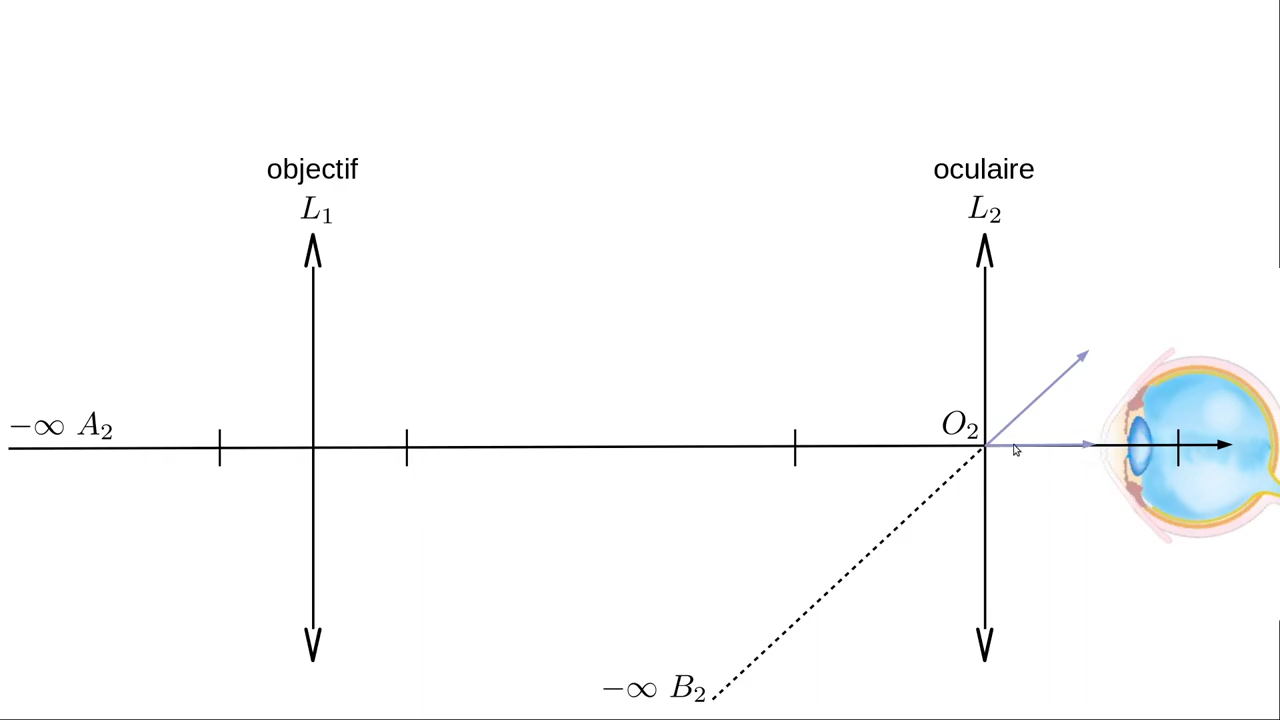 objectif
L₁
oculaire
L₂
−∞ A₂
O₂
−∞ B₂